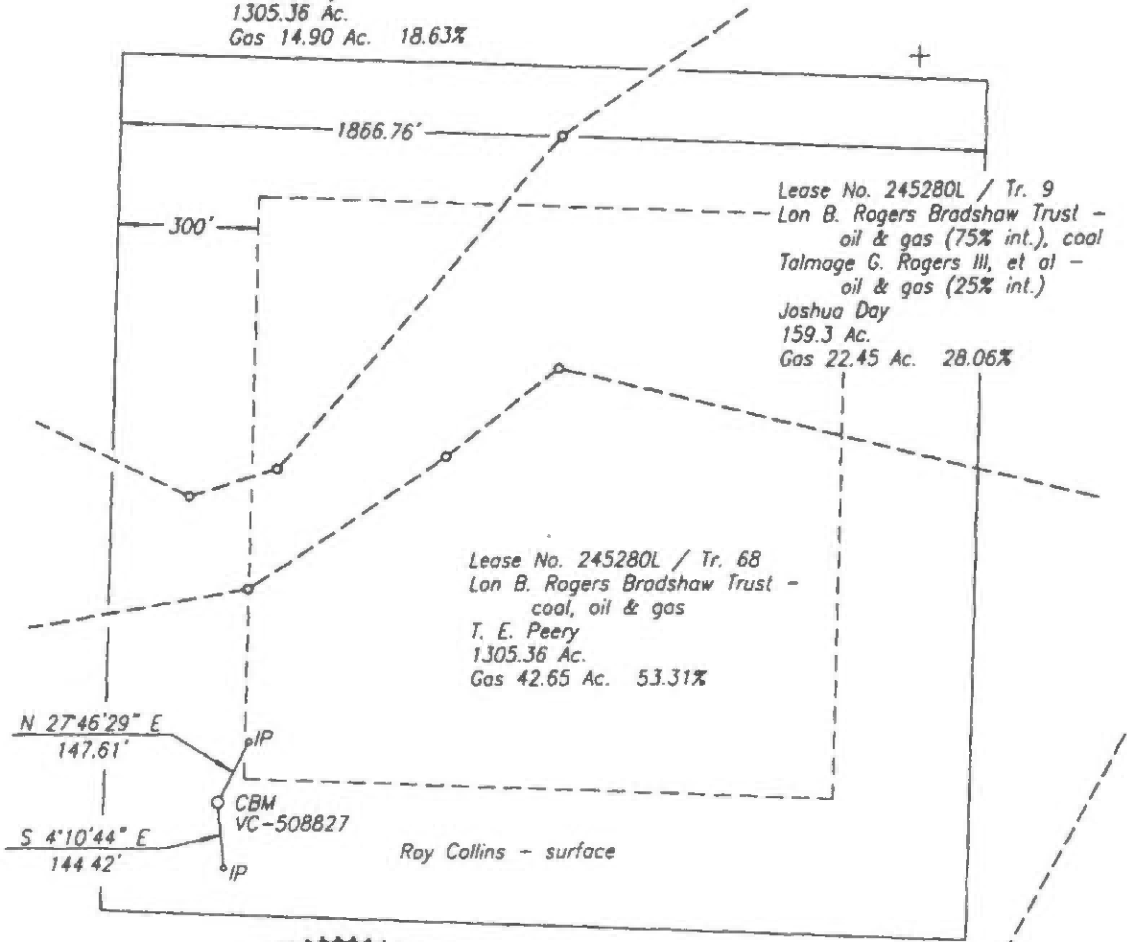 1305.36 Ac.
Gas 14.90 Ac. 18.63%
1866.76'
300'
Lease No. 245280L / Tr. 9
Lon B. Rogers Bradshaw Trust -
oil & gas (75% int.), coal
Talmage G. Rogers III, et al -
oil & gas (25% int.)
Joshua Day
159.3 Ac.
Gas 22.45 Ac. 28.06%
Lease No. 245280L / Tr. 68
Lon B. Rogers Bradshaw Trust -
coal, oil & gas
T. E. Peery
1305.36 Ac.
Gas 42.65 Ac. 53.31%
N 27°46'29" E
147.61'
IP
CBM
VC-508827
S 4°10'44" E
144.42'
IP
Roy Collins - surface